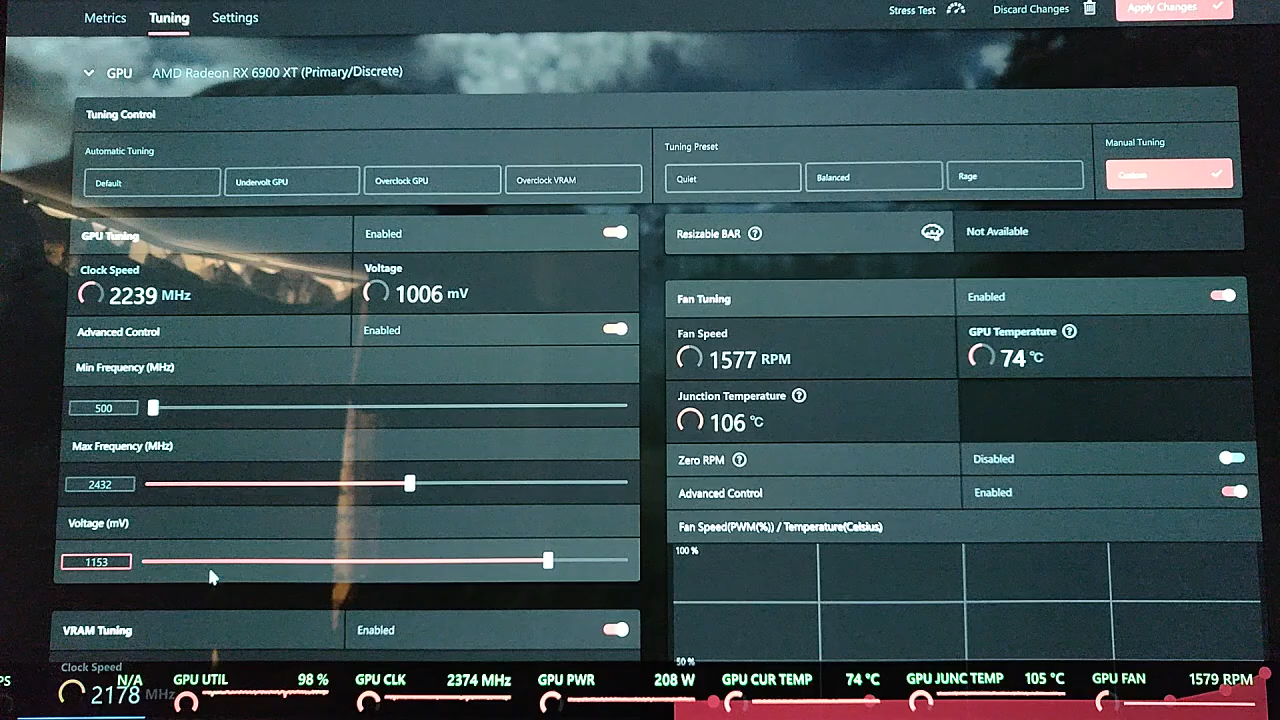 Metrics Tuning Settings Stress Test Discard Changes Apply Changes
GPU AMD Radeon RX 6900 XT (Primary/Discrete)
Tuning Control
Automatic Tuning
Default Undervolt GPU Overclock GPU Overclock VRAM
Tuning Preset
Quiet Balanced Rage
Manual Tuning
Custom
GPU Tuning Enabled
Clock Speed
2239 MHz
Voltage
1006 mV
Advanced Control Enabled
Min Frequency (MHz)
500
Max Frequency (MHz)
2432
Voltage (mV)
1153
VRAM Tuning Enabled
Clock Speed
2178 MHz
Resizable BAR Not Available
Fan Tuning Enabled
Fan Speed
1577 RPM
GPU Temperature
74 °C
Junction Temperature
106 °C
Zero RPM Disabled
Advanced Control Enabled
Fan Speed(PWM(%)) / Temperature(Celsius)
100 %
50 %
PS N/A GPU UTIL 98 % GPU CLK 2374 MHz GPU PWR 208 W GPU CUR TEMP 74 °C GPU JUNC TEMP 105 °C GPU FAN 1579 RPM